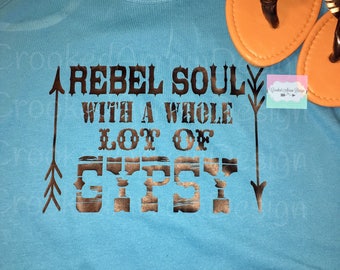 REBEL SOUL
WITH A WHOLE
LOT OF
GYPSY